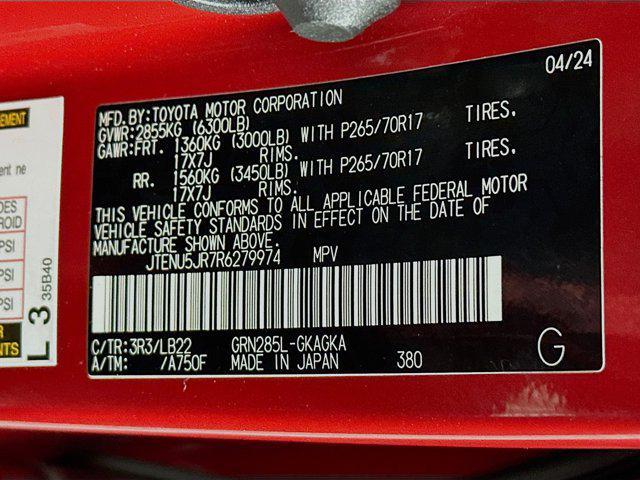 04/24
MFD.BY:TOYOTA MOTOR CORPORATION
GVWR:2855KG (6300LB)
GAWR:FRT. 1360KG (3000LB) WITH P265/70R17 TIRES,
17X7J RIMS.
RR. 1560KG (3450LB) WITH P265/70R17 TIRES,
17X7J RIMS.
THIS VEHICLE CONFORMS TO ALL APPLICABLE FEDERAL MOTOR
VEHICLE SAFETY STANDARDS IN EFFECT ON THE DATE OF
MANUFACTURE SHOWN ABOVE.
JTENU5JR7R6279974 MPV
C/TR:3R3/LB22 GRN285L-GKAGKA
A/TM: /A750F MADE IN JAPAN 380
G
PSI
PSI
PSI
L 3
35B40